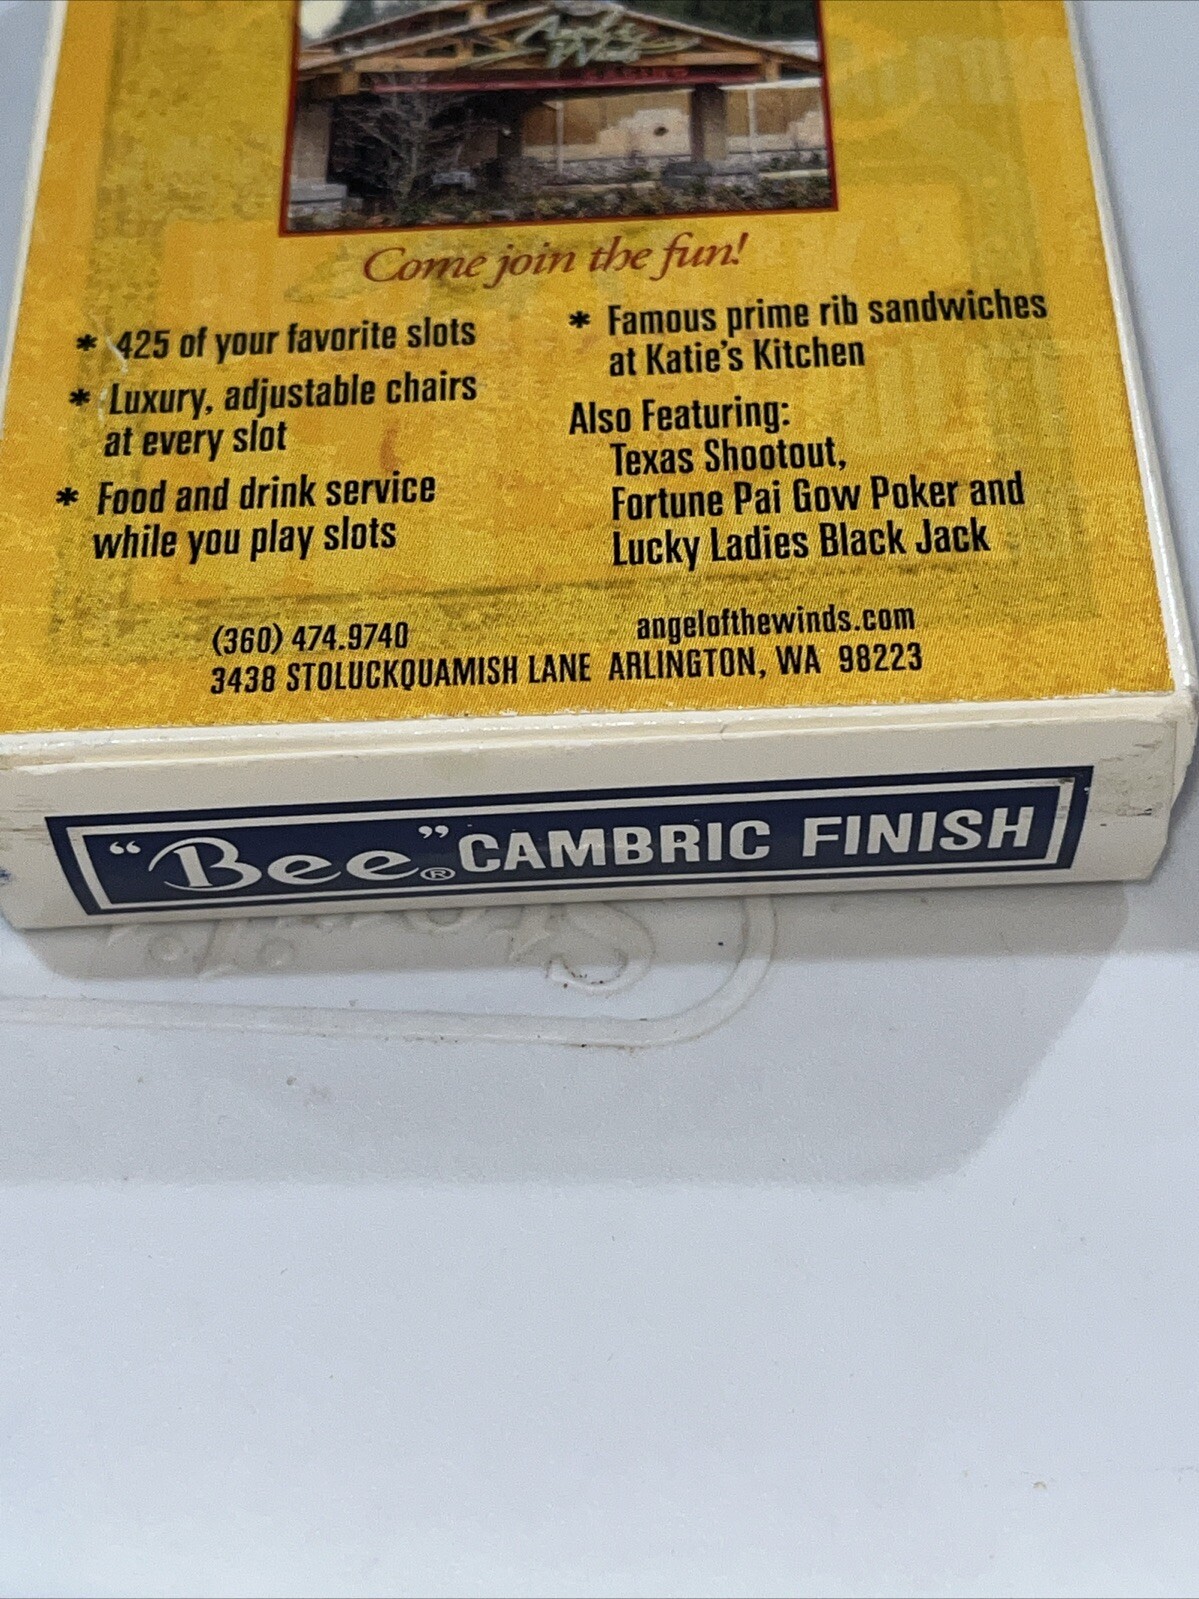 Come join the fun!
* 425 of your favorite slots
* Luxury, adjustable chairs
at every slot
* Food and drink service
while you play slots
* Famous prime rib sandwiches
at Katie's Kitchen
Also Featuring:
Texas Shootout,
Fortune Pai Gow Poker and
Lucky Ladies Black Jack
(360) 474.9740
angelofthewinds.com
3438 STOLUCKQUAMISH LANE ARLINGTON, WA 98223
"Bee"® CAMBRIC FINISH